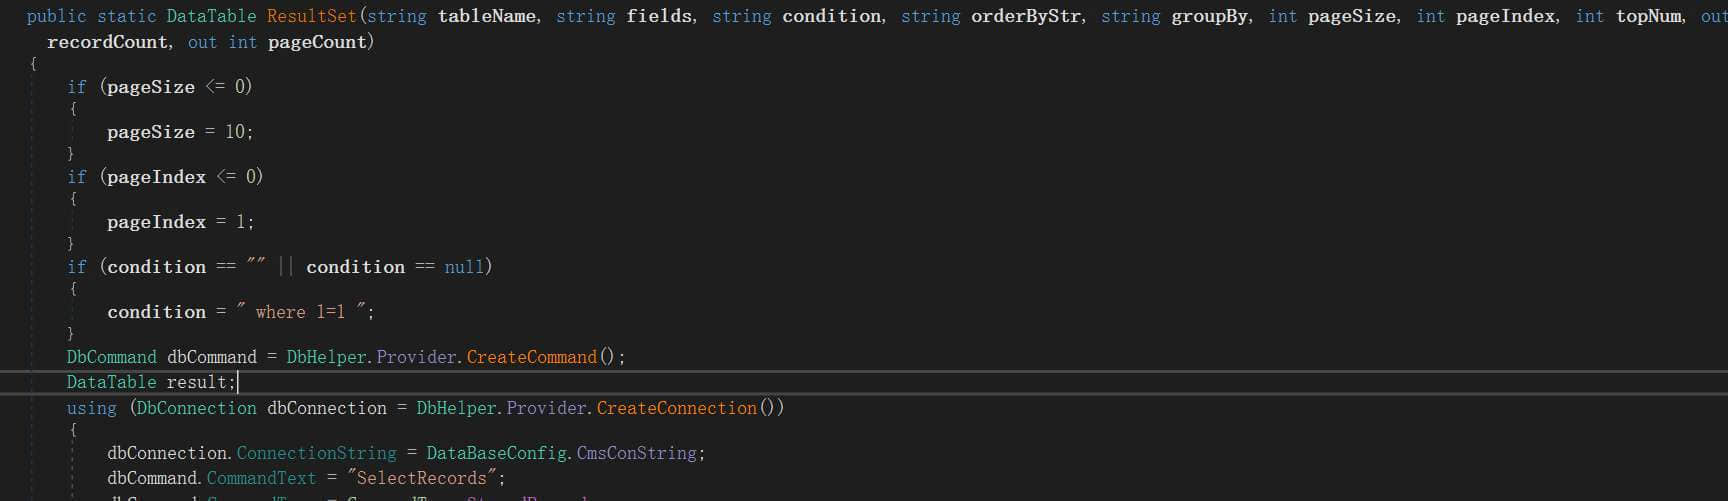 public static DataTable ResultSet(string tableName, string fields, string condition, string orderByStr, string groupBy, int pageSize, int pageIndex, int topNum, out
recordCount, out int pageCount)
{
if (pageSize <= 0)
{
pageSize = 10;
}
if (pageIndex <= 0)
{
pageIndex = 1;
}
if (condition == "" || condition == null)
{
condition = " where 1=1 ";
}
DbCommand dbCommand = DbHelper.Provider.CreateCommand();
DataTable result;
using (DbConnection dbConnection = DbHelper.Provider.CreateConnection())
{
dbConnection.ConnectionString = DataBaseConfig.CmsConString;
dbCommand.CommandText = "SelectRecords";